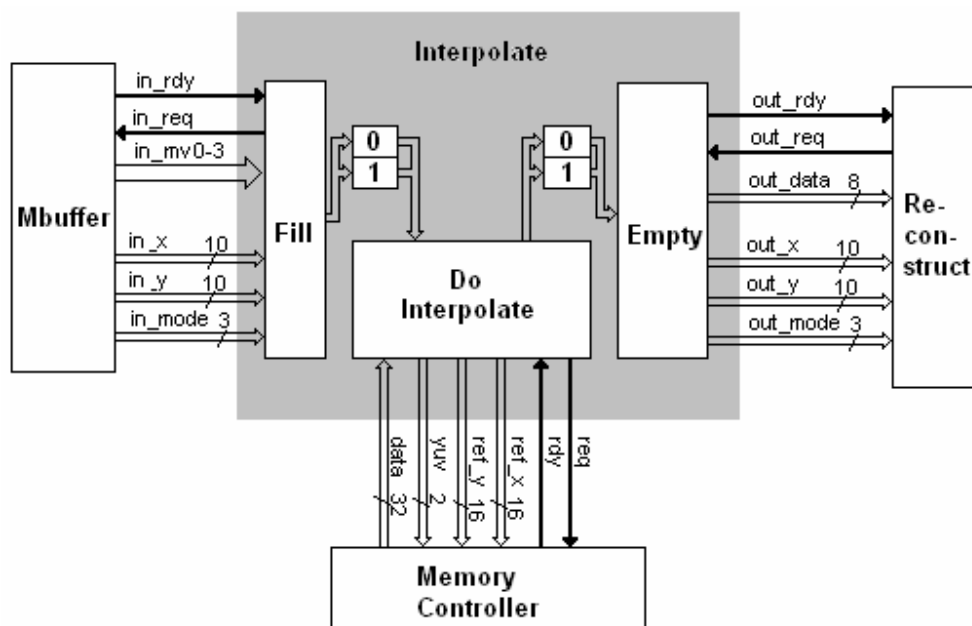 Interpolate
in_rdy
in_req
in_mv0-3
Mbuffer
in_x 10
in_y 10
in_mode 3
Fill
0
1
0
1
Do
Interpolate
Empty
out_rdy
out_req
out_data 8
out_x 10
out_y 10
out_mode 3
Re-
con-
struct
data 32
yuv 2
ref_y 16
ref_x 16
rdy
req
Memory
Controller